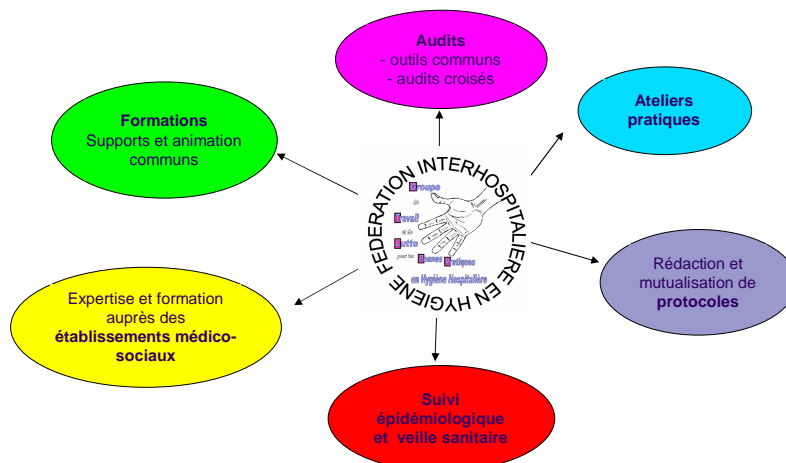 Audits
- outils communs
- audits croisés
Formations
Supports et animation
communs
Ateliers
pratiques
FEDERATION INTERHOSPITALIERE EN HYGIENE
Groupe
de
Travail
et de
Lutte
pour les Bonnes Pratiques
en Hygiène Hospitalière
Rédaction et
mutualisation de
protocoles
Expertise et formation
auprès des
établissements médico-
sociaux
Suivi
épidémiologique
et veille sanitaire